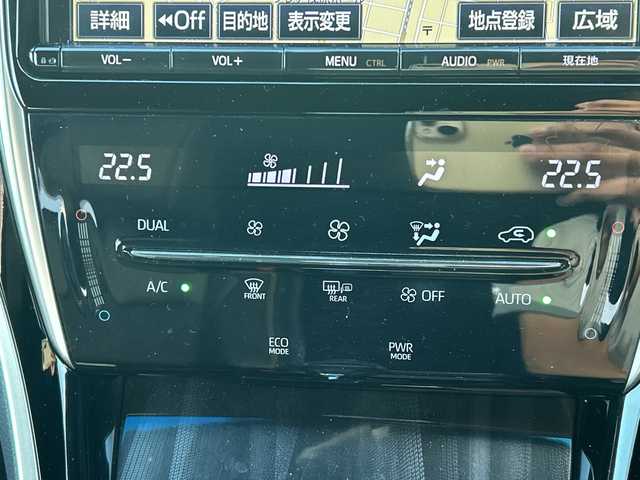 詳細 ◀◀Off 目的地 表示変更 〒 地点登録 広域
VOL− VOL+ MENU CTRL AUDIO PWR 現在地
22.5 22.5
DUAL
A/C FRONT REAR OFF AUTO
ECO MODE PWR MODE